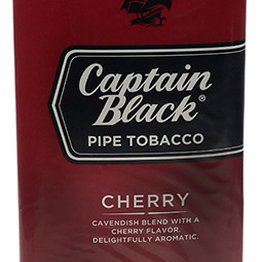 Captain
Black®
PIPE TOBACCO
CHERRY
CAVENDISH BLEND WITH A
CHERRY FLAVOR.
DELIGHTFULLY AROMATIC.